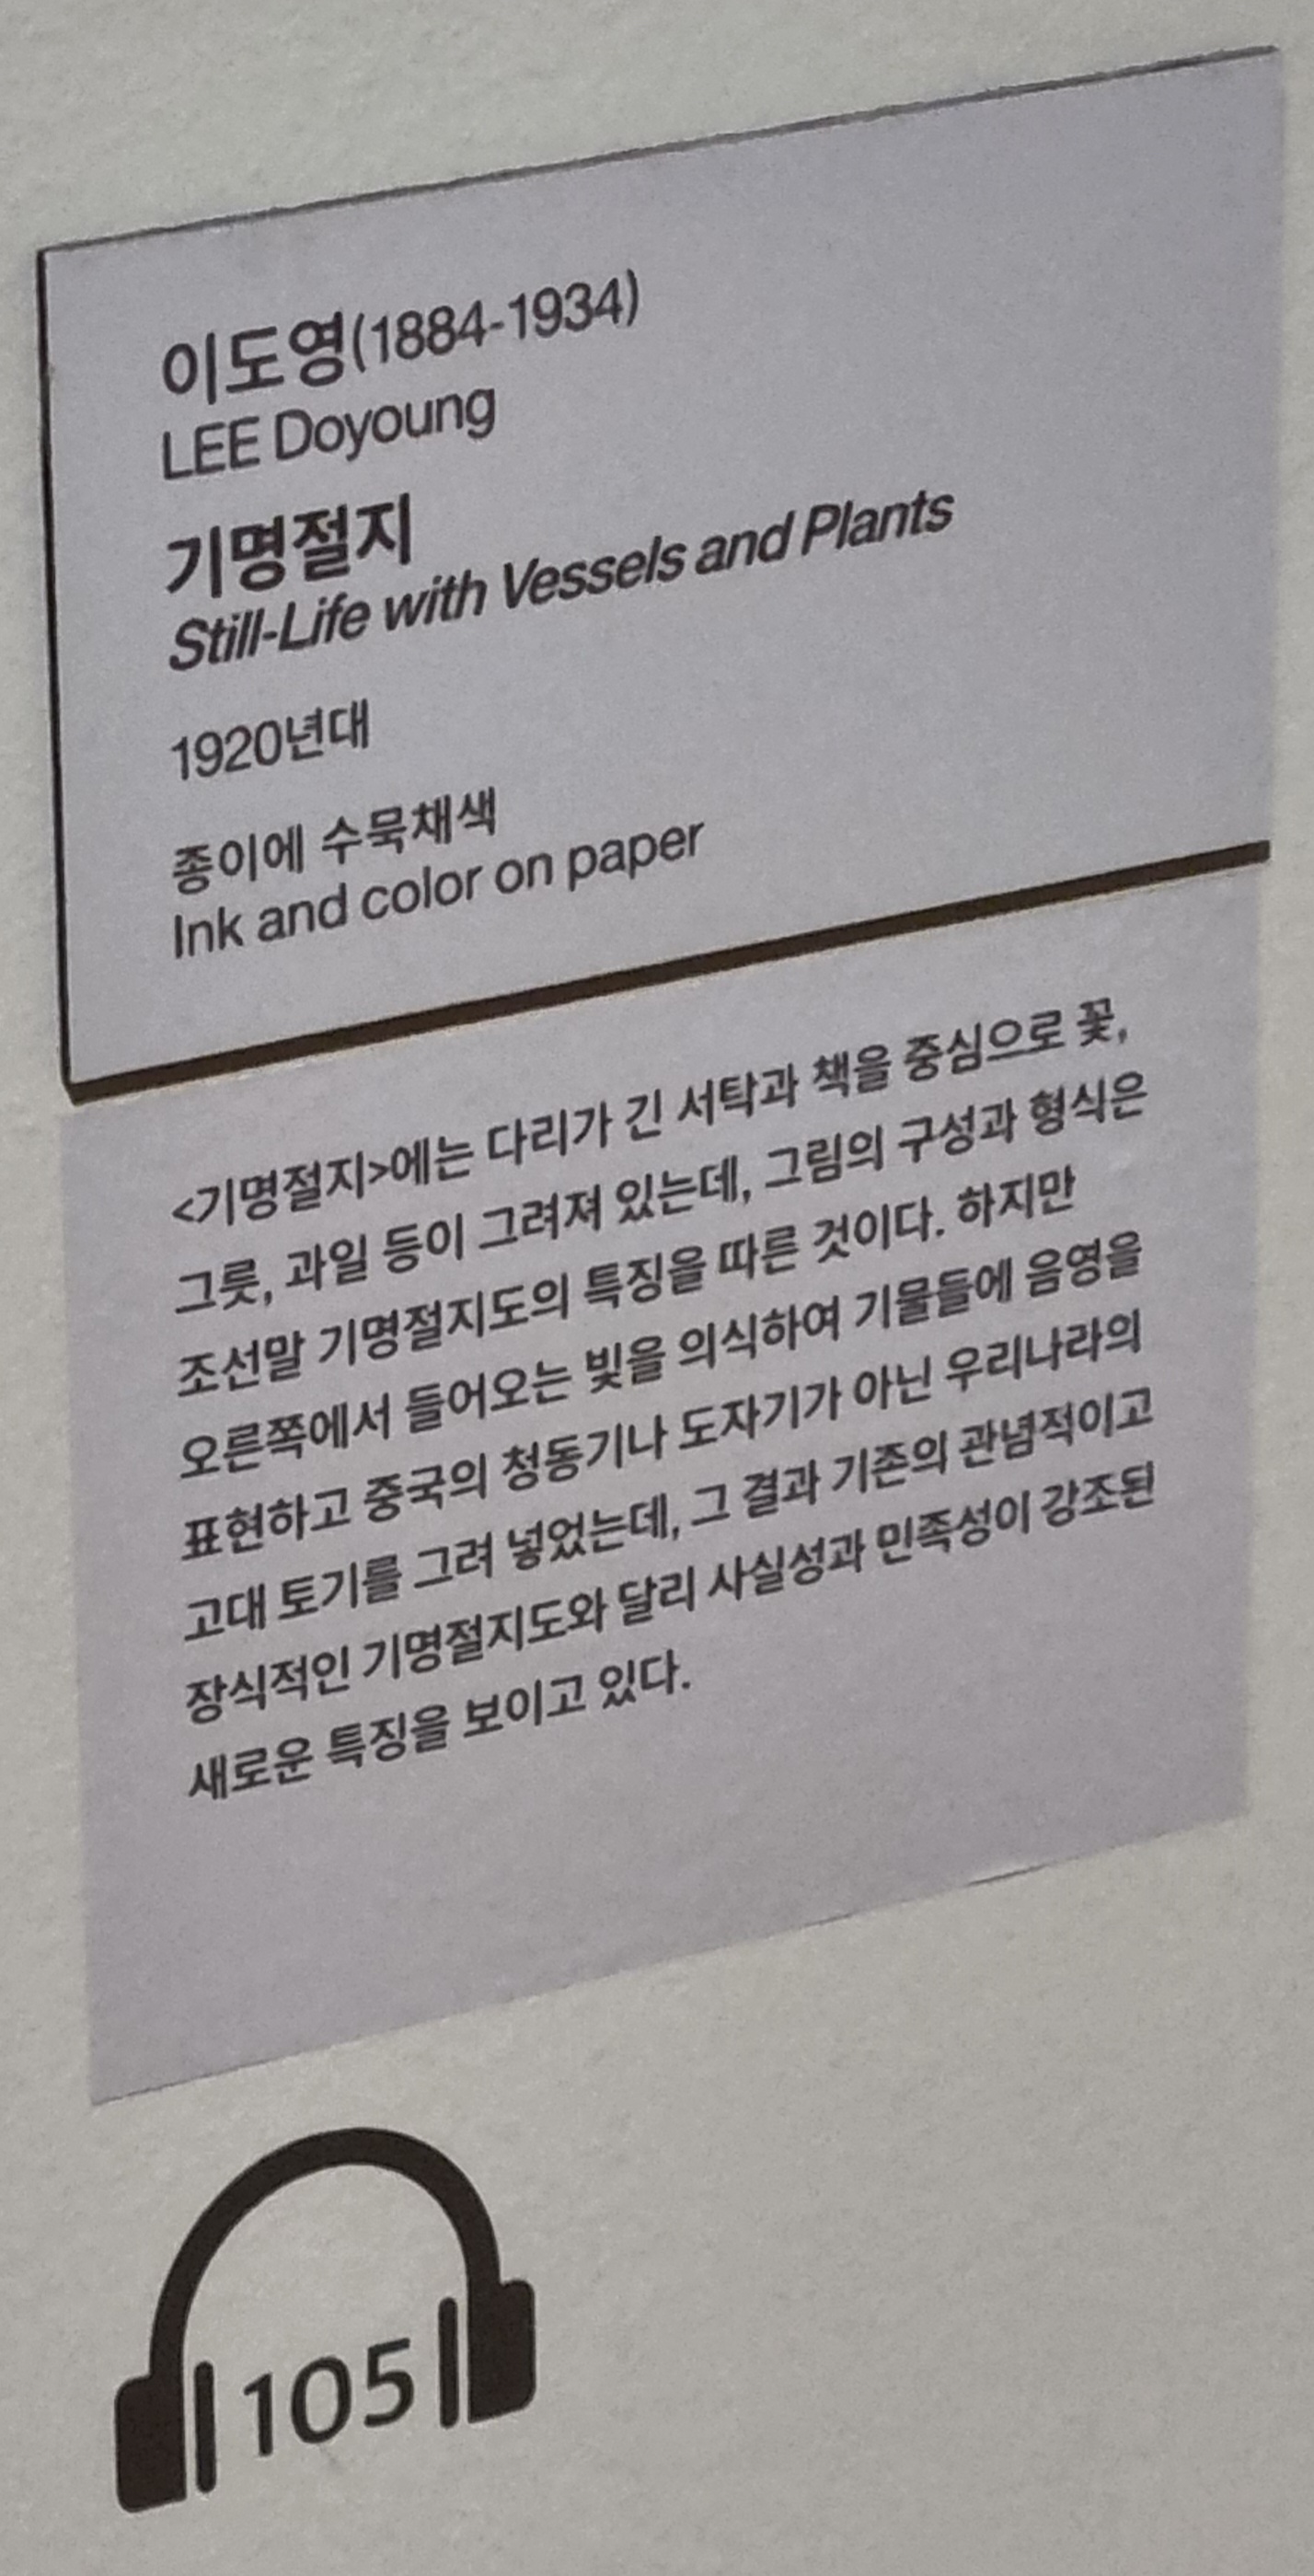 이도영(1884-1934)
LEE Doyoung
기명절지
Still-Life with Vessels and Plants
1920년대
종이에 수묵채색
Ink and color on paper
<기명절지>에는 다리가 긴 서탁과 책을 중심으로 꽃,
그릇, 과일 등이 그려져 있는데, 그림의 구성과 형식은
조선말 기명절지도의 특징을 따른 것이다. 하지만
오른쪽에서 들어오는 빛을 의식하여 기물들에 음영을
표현하고 중국의 청동기나 도자기가 아닌 우리나라의
고대 토기를 그려 넣었는데, 그 결과 기존의 관념적이고
장식적인 기명절지도와 달리 사실성과 민족성이 강조된
새로운 특징을 보이고 있다.
105